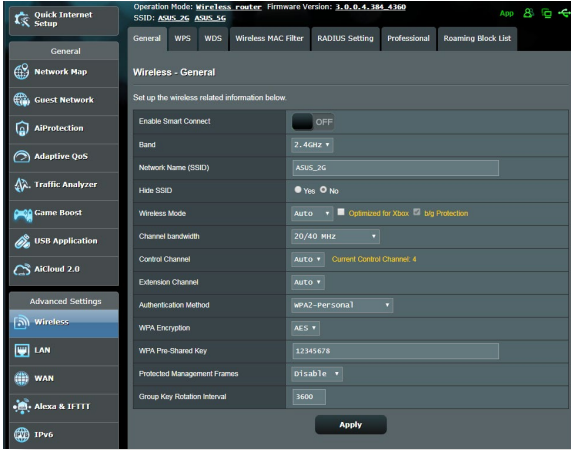 Quick Internet
Setup
Operation Mode: Wireless router Firmware Version: 3.0.0.4.384_4360
SSID: ASUS_2G ASUS_5G
App
General WPS WDS Wireless MAC Filter RADIUS Setting Professional Roaming Block List
General
Network Map
Guest Network
AiProtection
Adaptive QoS
Traffic Analyzer
Game Boost
USB Application
AiCloud 2.0
Advanced Settings
Wireless
LAN
WAN
Alexa & IFTTT
IPv6
Wireless - General
Set up the wireless related information below.
Enable Smart Connect OFF
Band 2.4GHz
Network Name (SSID) ASUS_2G
Hide SSID Yes No
Wireless Mode Auto Optimized for Xbox b/g Protection
Channel bandwidth 20/40 MHz
Control Channel Auto Current Control Channel: 4
Extension Channel Auto
Authentication Method WPA2-Personal
WPA Encryption AES
WPA Pre-Shared Key 12345678
Protected Management Frames Disable
Group Key Rotation Interval 3600
Apply